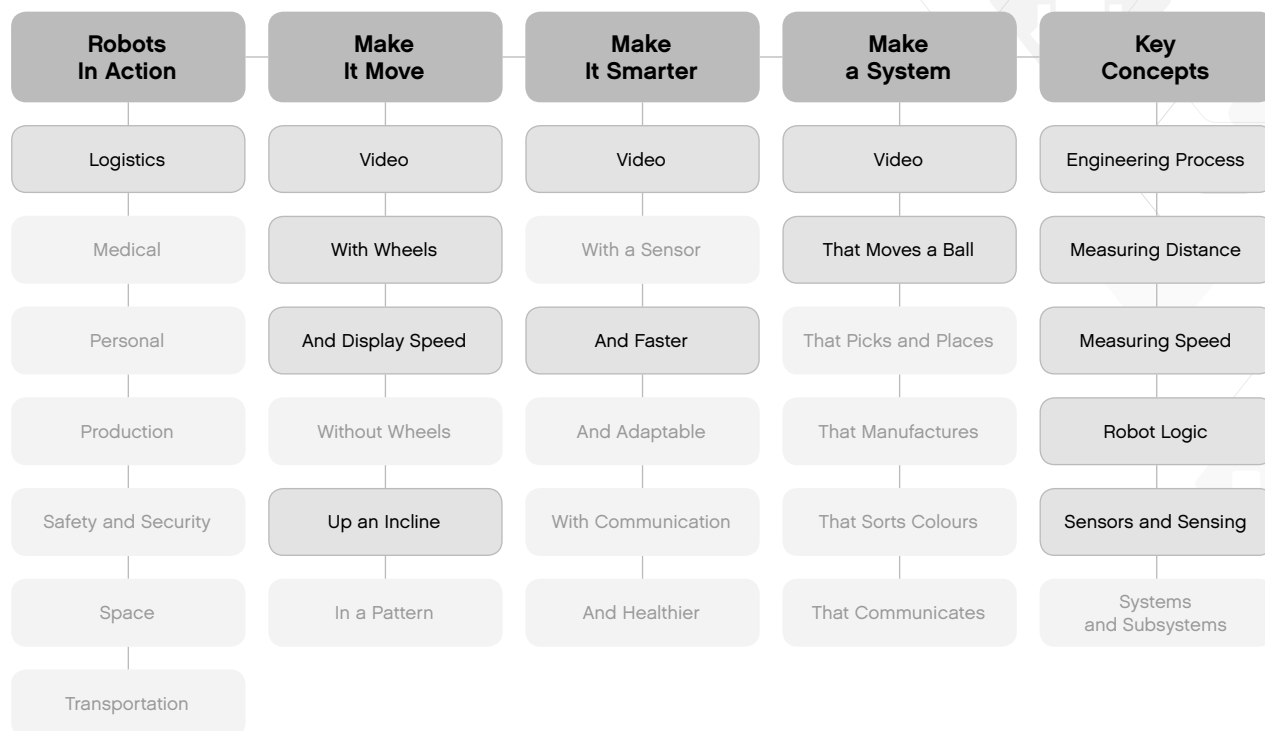 Robots
In Action
Make
It Move
Make
It Smarter
Make
a System
Key
Concepts
Logistics
Video
Video
Video
Engineering Process
Medical
With Wheels
With a Sensor
That Moves a Ball
Measuring Distance
Personal
And Display Speed
And Faster
That Picks and Places
Measuring Speed
Production
Without Wheels
And Adaptable
That Manufactures
Robot Logic
Safety and Security
Up an Incline
With Communication
That Sorts Colours
Sensors and Sensing
Space
In a Pattern
And Healthier
That Communicates
Systems
and Subsystems
Transportation